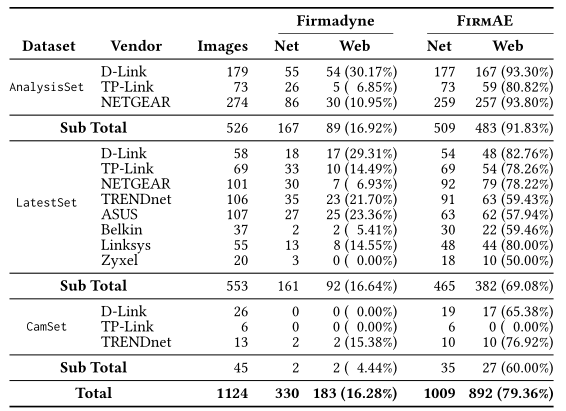 Firmadyne FIRMAE
Dataset Vendor Images Net Web Net Web
D-Link 179 55 54 (30.17%) 177 167 (93.30%)
AnalysisSet TP-Link 73 26 5 ( 6.85%) 73 59 (80.82%)
NETGEAR 274 86 30 (10.95%) 259 257 (93.80%)
Sub Total 526 167 89 (16.92%) 509 483 (91.83%)
D-Link 58 18 17 (29.31%) 54 48 (82.76%)
TP-Link 69 33 10 (14.49%) 69 54 (78.26%)
NETGEAR 101 30 7 ( 6.93%) 92 79 (78.22%)
LatestSet TRENDnet 106 35 23 (21.70%) 91 63 (59.43%)
ASUS 107 27 25 (23.36%) 63 62 (57.94%)
Belkin 37 2 2 ( 5.41%) 30 22 (59.46%)
Linksys 55 13 8 (14.55%) 48 44 (80.00%)
Zyxel 20 3 0 ( 0.00%) 18 10 (50.00%)
Sub Total 553 161 92 (16.64%) 465 382 (69.08%)
D-Link 26 0 0 ( 0.00%) 19 17 (65.38%)
CamSet TP-Link 6 0 0 ( 0.00%) 6 0 ( 0.00%)
TRENDnet 13 2 2 (15.38%) 10 10 (76.92%)
Sub Total 45 2 2 ( 4.44%) 35 27 (60.00%)
Total 1124 330 183 (16.28%) 1009 892 (79.36%)